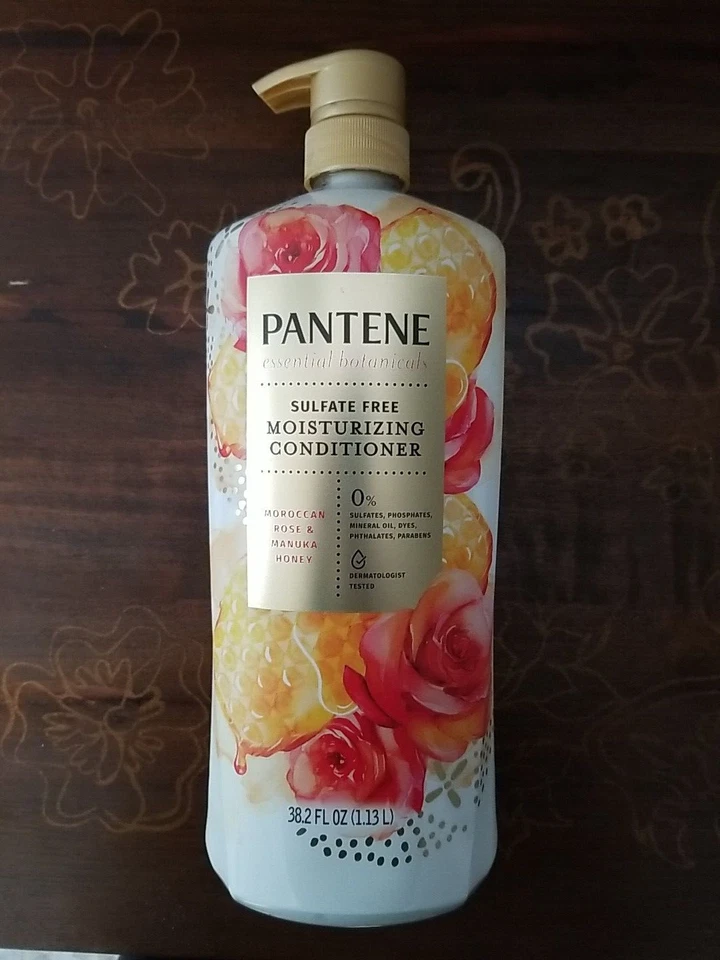 PANTENE
essential botanicals
SULFATE FREE
MOISTURIZING
CONDITIONER
MOROCCAN
ROSE &
MANUKA
HONEY
0%
SULFATES, PHOSPHATES,
MINERAL OIL, DYES,
PHTHALATES, PARABENS
DERMATOLOGIST
TESTED
38.2 FL OZ (1.13 L)